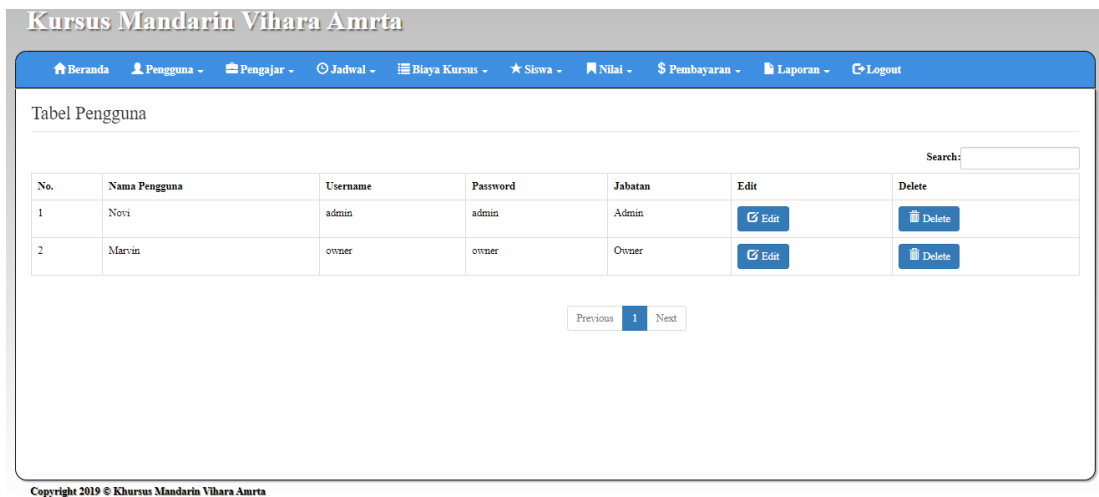 Kursus Mandarin Vihara Amrta
Beranda Pengguna Pengajar Jadwal Biaya Kursus Siswa Nilai $ Pembayaran Laporan Logout
Tabel Pengguna
Search:
No. Nama Pengguna Username Password Jabatan Edit Delete
1 Novi admin admin Admin Edit Delete
2 Marvin owner owner Owner Edit Delete
Previous 1 Next
Copyright 2019 © Khursus Mandarin Vihara Amrta